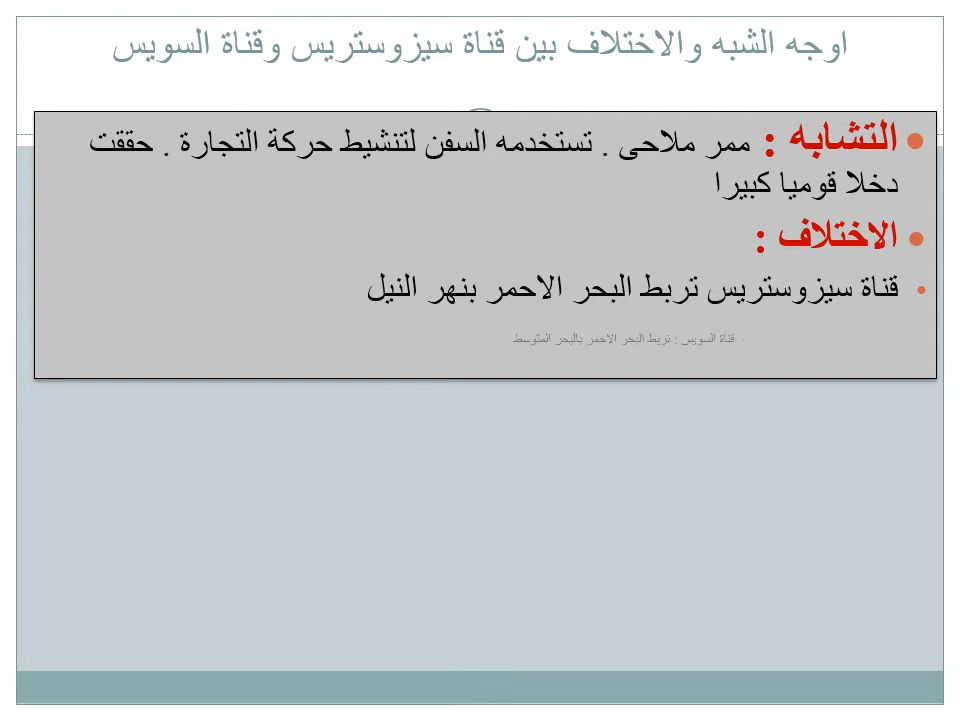 اوجه الشبه والاختلاف بين قناة سيزوستريس وقناة السويس
التشابه : ممر ملاحى . تستخدمه السفن لتنشيط حركة التجارة . حققت
دخلا قوميا كبيرا
الاختلاف :
قناة سيزوستريس تربط البحر الاحمر بنهر النيل
قناة السويس : تربط البحر الاحمر بالبحر المتوسط